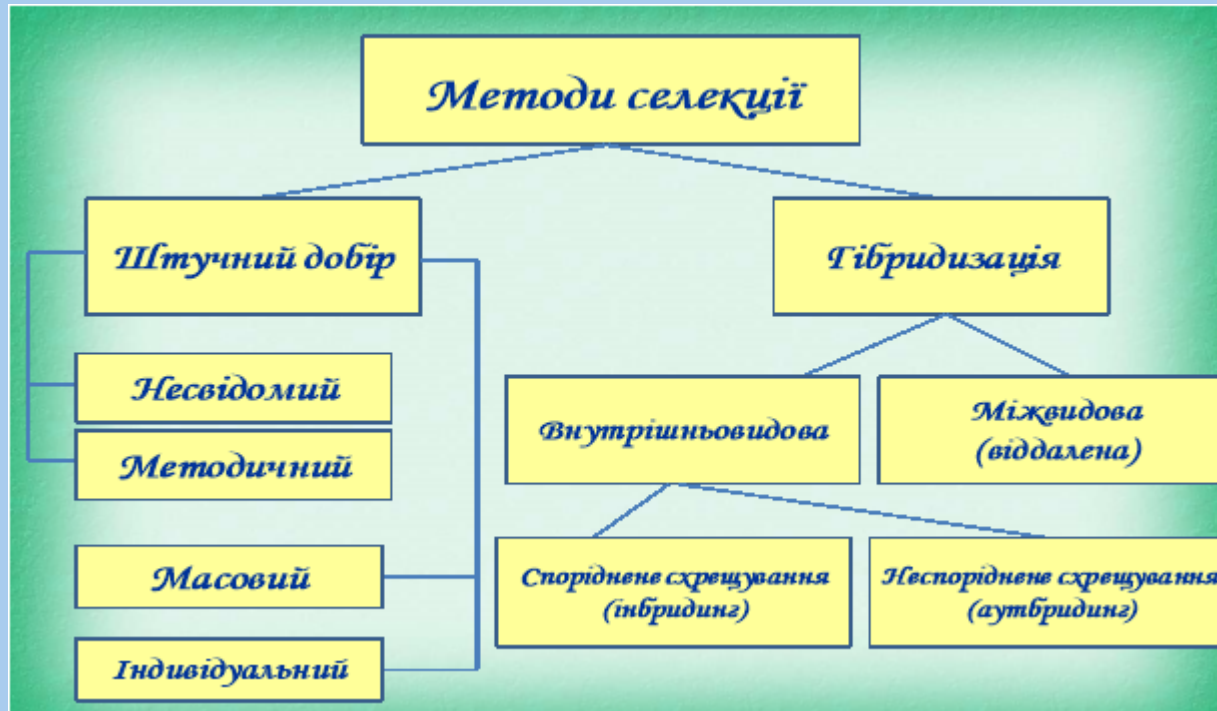 Методи селекції
Штучний добір
Гібридизація
Несвідомий
Методичний
Масовий
Індивідуальний
Внутрішньовидова
Міжвидова
(віддалена)
Споріднене схрещування
(інбридинг)
Неспоріднене схрещування
(аутбридинг)